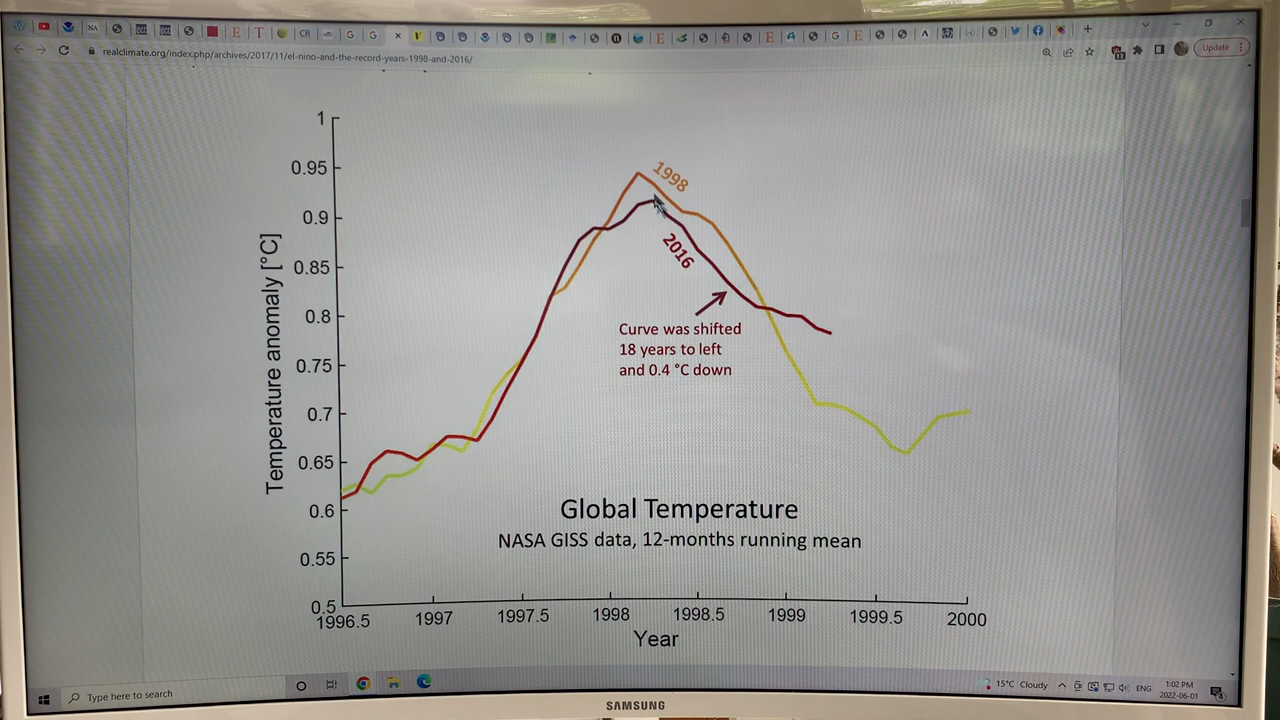 realclimate.org/index.php/archives/2017/11/el-nino-and-the-record-years-1998-and-2016/
Update
1
0.95
0.9
0.85
0.8
0.75
0.7
0.65
0.6
0.55
0.5
Temperature anomaly [°C]
1998
2016
Curve was shifted
18 years to left
and 0.4 °C down
Global Temperature
NASA GISS data, 12-months running mean
1996.5 1997 1997.5 1998 1998.5 1999 1999.5 2000
Year
Type here to search
15°C Cloudy
ENG
1:02 PM
2022-06-01
SAMSUNG